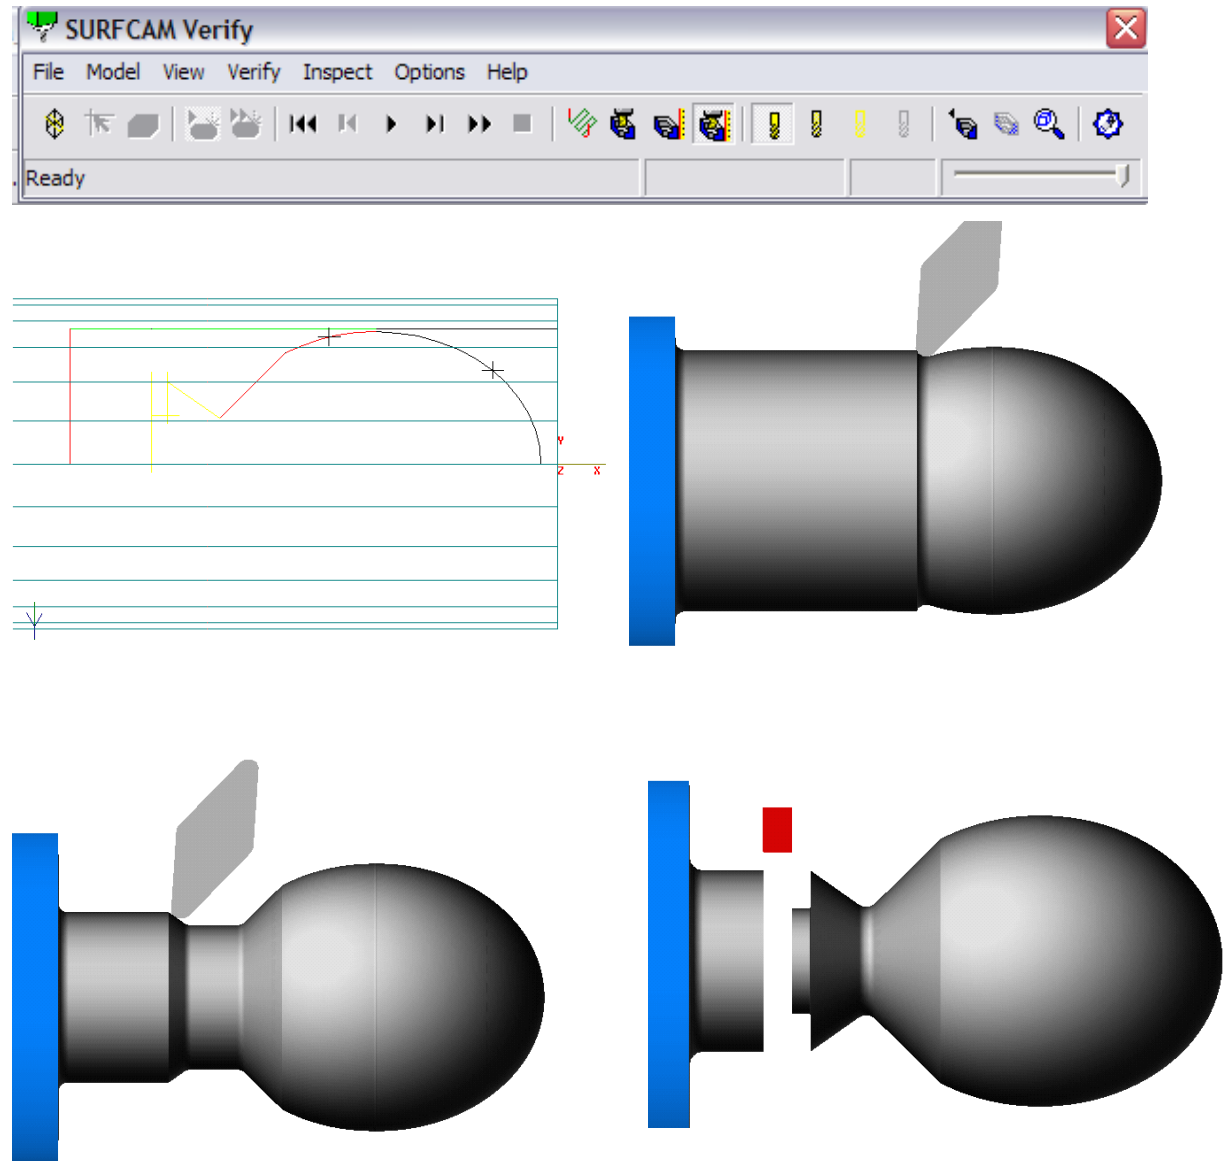 SURFCAM Verify
File Model View Verify Inspect Options Help
Ready
Y
Z X